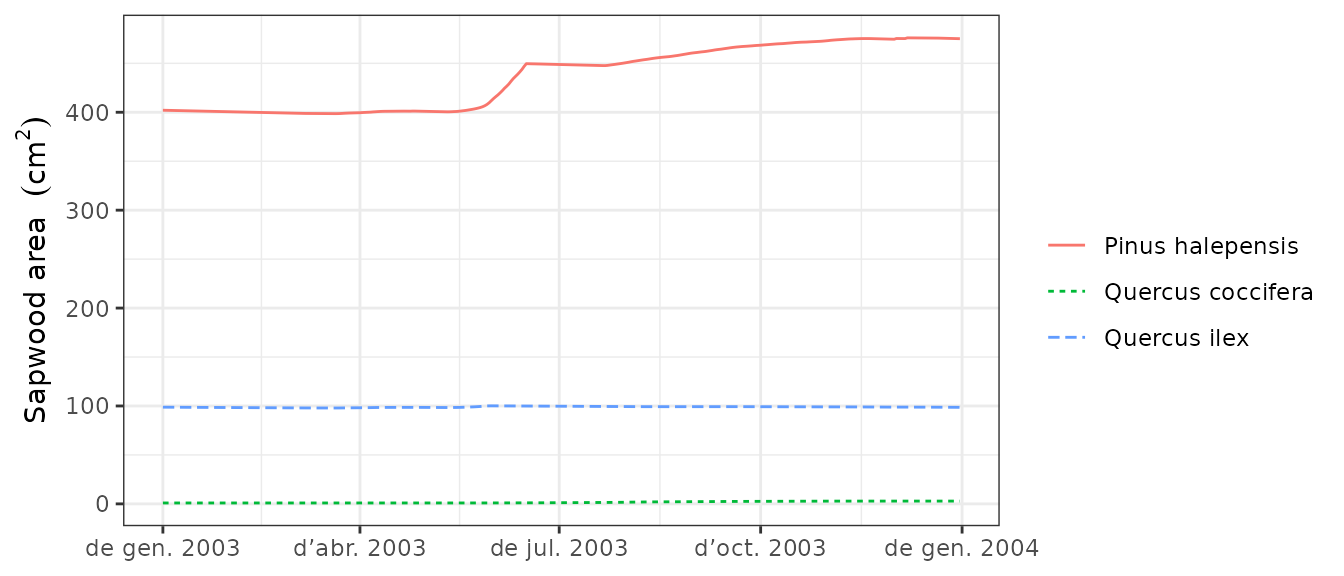 Sapwood area (cm²)
400
300
200
100
0
de gen. 2003
d’abr. 2003
de jul. 2003
d’oct. 2003
de gen. 2004
Pinus halepensis
Quercus coccifera
Quercus ilex